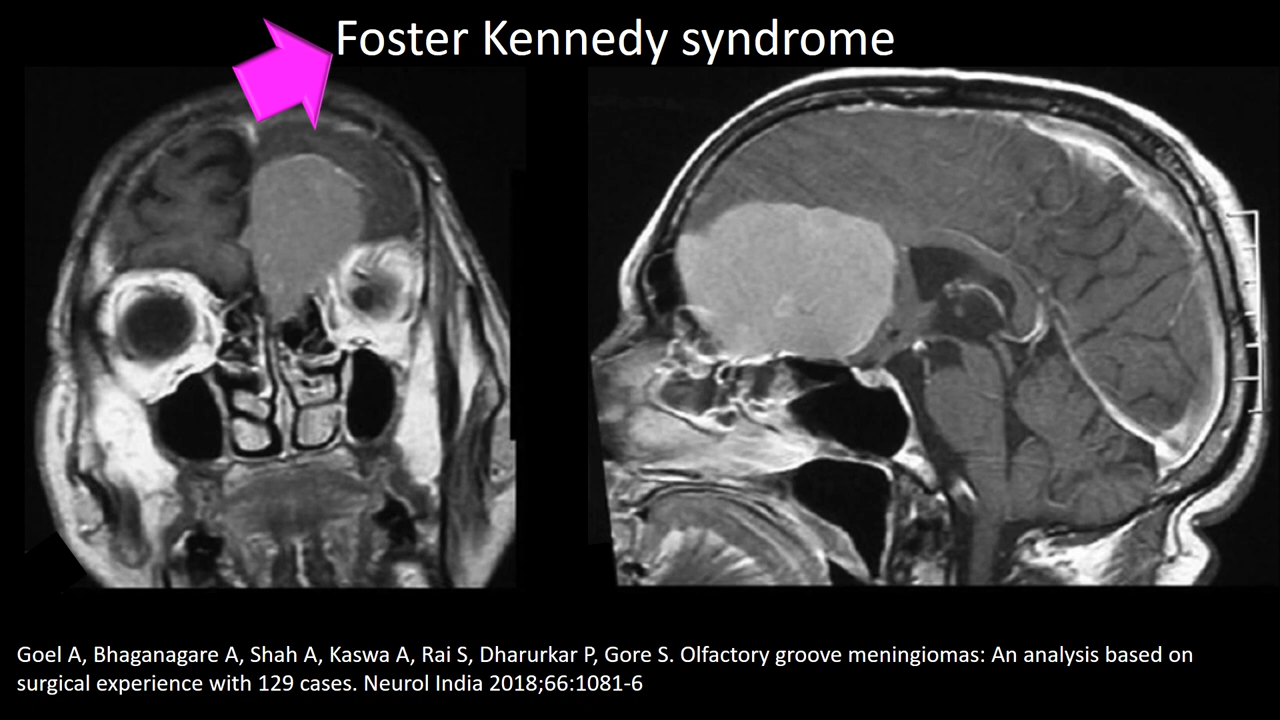 Foster Kennedy syndrome
Goel A, Bhaganagare A, Shah A, Kaswa A, Rai S, Dharurkar P, Gore S. Olfactory groove meningiomas: An analysis based on
surgical experience with 129 cases. Neurol India 2018;66:1081-6